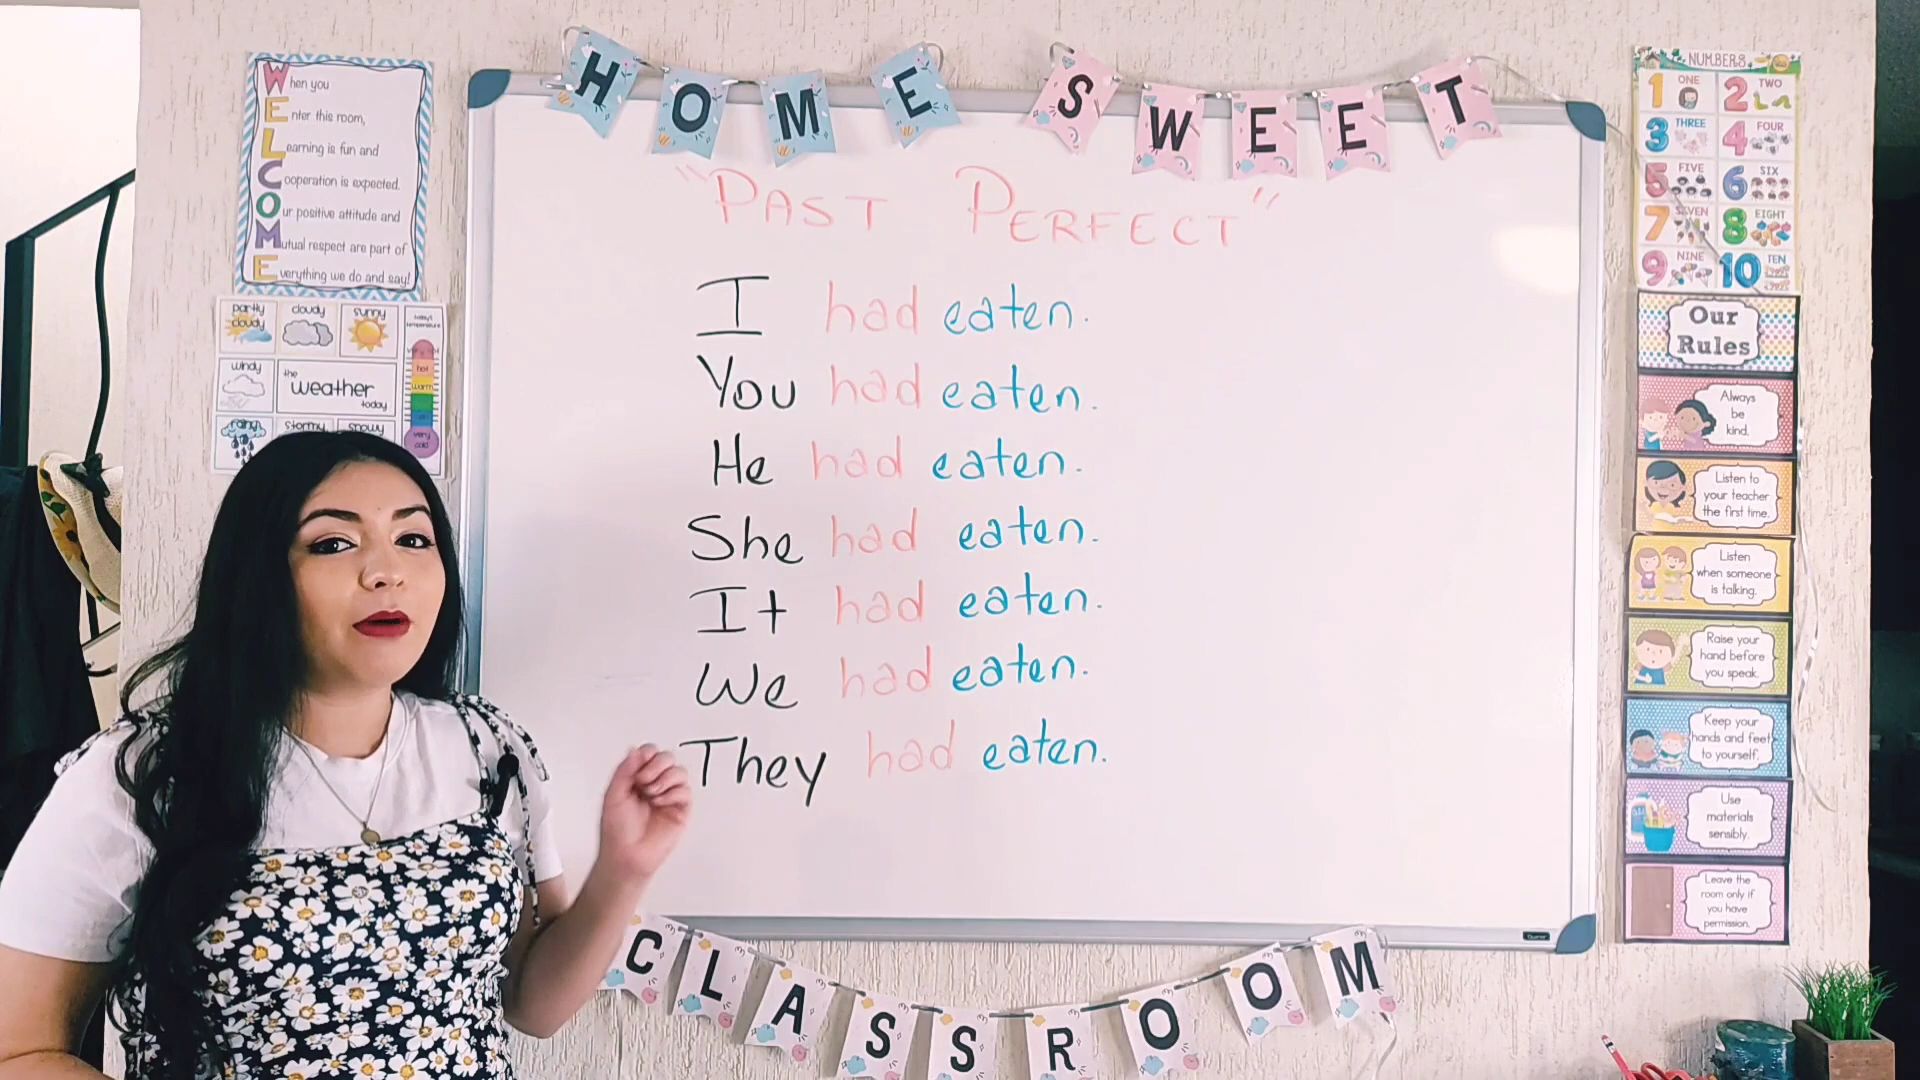 HOME SWEET
When you
Enter this room,
Learning is fun and
Cooperation is expected.
Our positive attitude and
Mutual respect are part of
Everything we do and say!
partly cloudy
cloudy
sunny
today's temperature
very hot
hot
warm
windy
the
weather
today
rainy
stormy
snowy
very cold
"PAST PERFECT"
I had eaten.
You had eaten.
He had eaten.
She had eaten.
It had eaten.
We had eaten.
They had eaten.
CLASSROOM
NUMBERS
1 ONE 2 TWO
3 THREE 4 FOUR
5 FIVE 6 SIX
7 SEVEN 8 EIGHT
9 NINE 10 TEN
Our
Rules
Always
be
kind.
Listen to
your teacher
the first time.
Listen
when someone
is talking.
Raise your
hand before
you speak.
Keep your
hands and feet
to yourself.
Use
materials
sensibly.
Leave the
room only if
you have
permission.